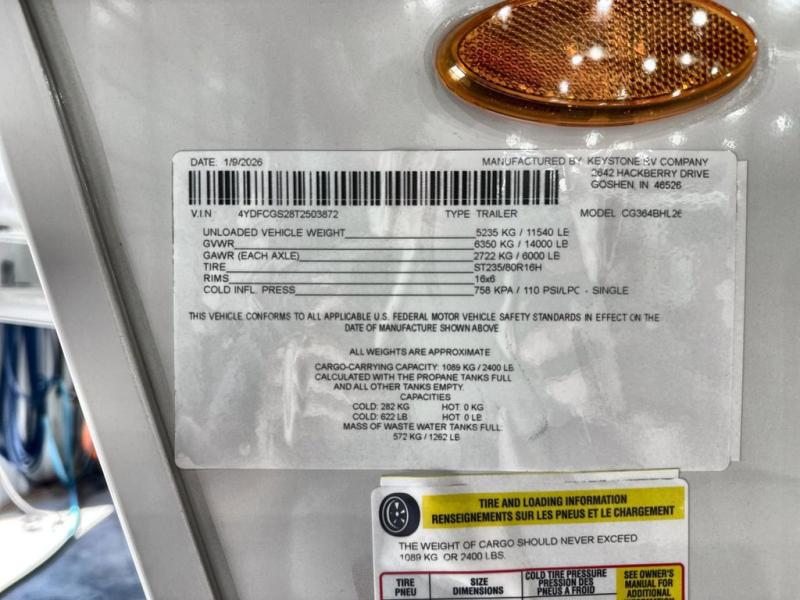 DATE: 1/9/2026 MANUFACTURED BY KEYSTONE RV COMPANY
2642 HACKBERRY DRIVE
GOSHEN, IN 46526
V.I.N 4YDFCGS28T2503872 TYPE TRAILER MODEL CG364BHL26
UNLOADED VEHICLE WEIGHT 5235 KG / 11540 LB
GVWR 6350 KG / 14000 LB
GAWR (EACH AXLE) 2722 KG / 6000 LB
TIRE ST235/80R16H
RIMS 16x6
COLD INFL. PRESS 758 KPA / 110 PSI/LPC - SINGLE
THIS VEHICLE CONFORMS TO ALL APPLICABLE U.S. FEDERAL MOTOR VEHICLE SAFETY STANDARDS IN EFFECT ON THE
DATE OF MANUFACTURE SHOWN ABOVE
ALL WEIGHTS ARE APPROXIMATE
CARGO-CARRYING CAPACITY: 1089 KG / 2400 LB
CALCULATED WITH THE PROPANE TANKS FULL
AND ALL OTHER TANKS EMPTY.
CAPACITIES
COLD: 282 KG HOT: 0 KG
COLD: 622 LB HOT: 0 LB
MASS OF WASTE WATER TANKS FULL:
572 KG / 1262 LB
TIRE AND LOADING INFORMATION
RENSEIGNEMENTS SUR LES PNEUS ET LE CHARGEMENT
THE WEIGHT OF CARGO SHOULD NEVER EXCEED
1089 KG OR 2400 LBS.
TIRE
PNEU
SIZE
DIMENSIONS
COLD TIRE PRESSURE
PRESSION DES
PNEUS A FROID
SEE OWNER'S
MANUAL FOR
ADDITIONAL